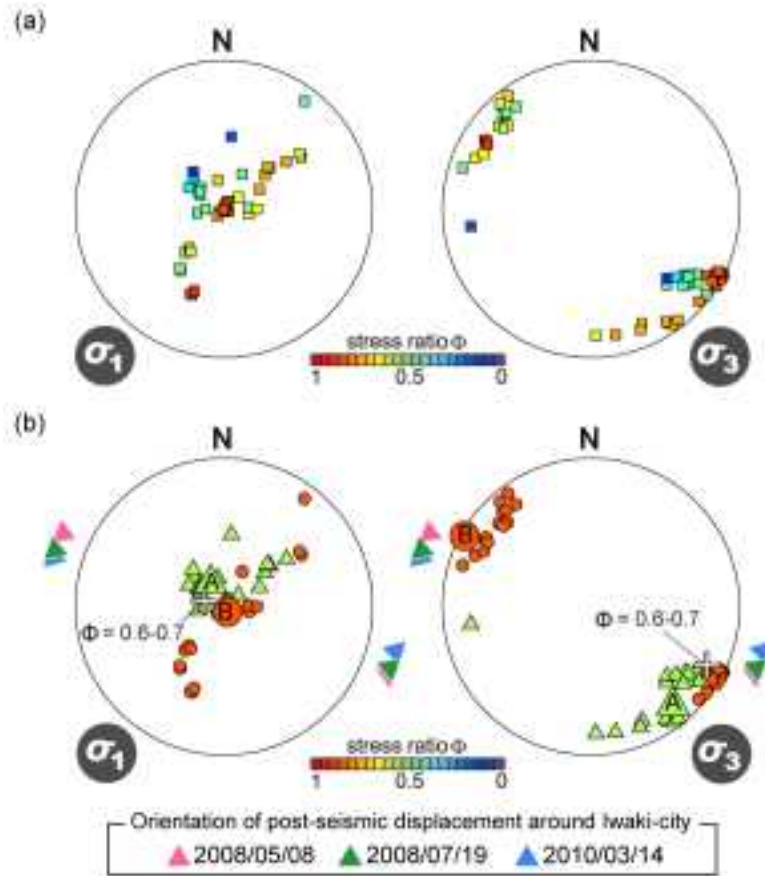 (a)
N
N
σ1
stress ratio Φ
1 0.5 0
σ3
(b)
N
N
A
B
Φ = 0.6-0.7
B
Φ = 0.6-0.7
A
σ1
stress ratio Φ
1 0.5 0
σ3
Orientation of post-seismic displacement around Iwaki-city
2008/05/08 2008/07/19 2010/03/14